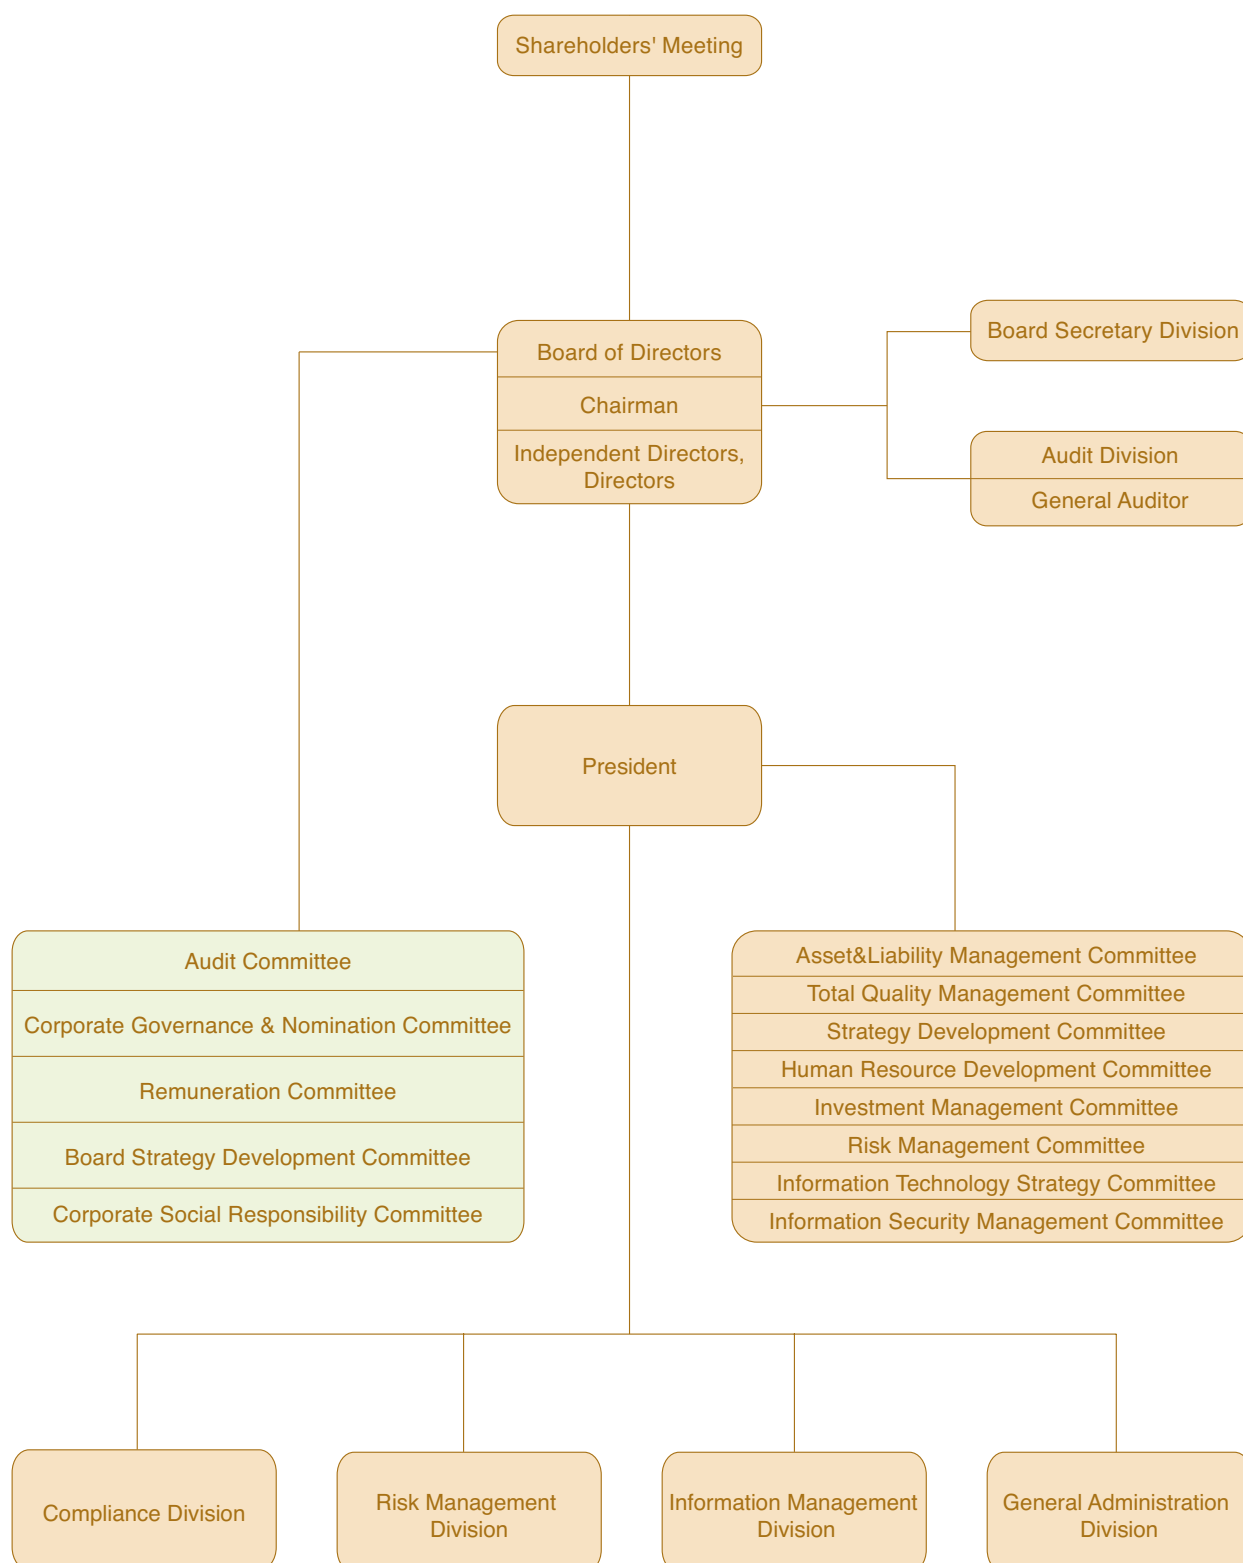 Shareholders' Meeting
Board of Directors
Chairman
Independent Directors,
Directors
Board Secretary Division
Audit Division
General Auditor
President
Audit Committee
Corporate Governance & Nomination Committee
Remuneration Committee
Board Strategy Development Committee
Corporate Social Responsibility Committee
Asset&Liability Management Committee
Total Quality Management Committee
Strategy Development Committee
Human Resource Development Committee
Investment Management Committee
Risk Management Committee
Information Technology Strategy Committee
Information Security Management Committee
Compliance Division
Risk Management
Division
Information Management
Division
General Administration
Division